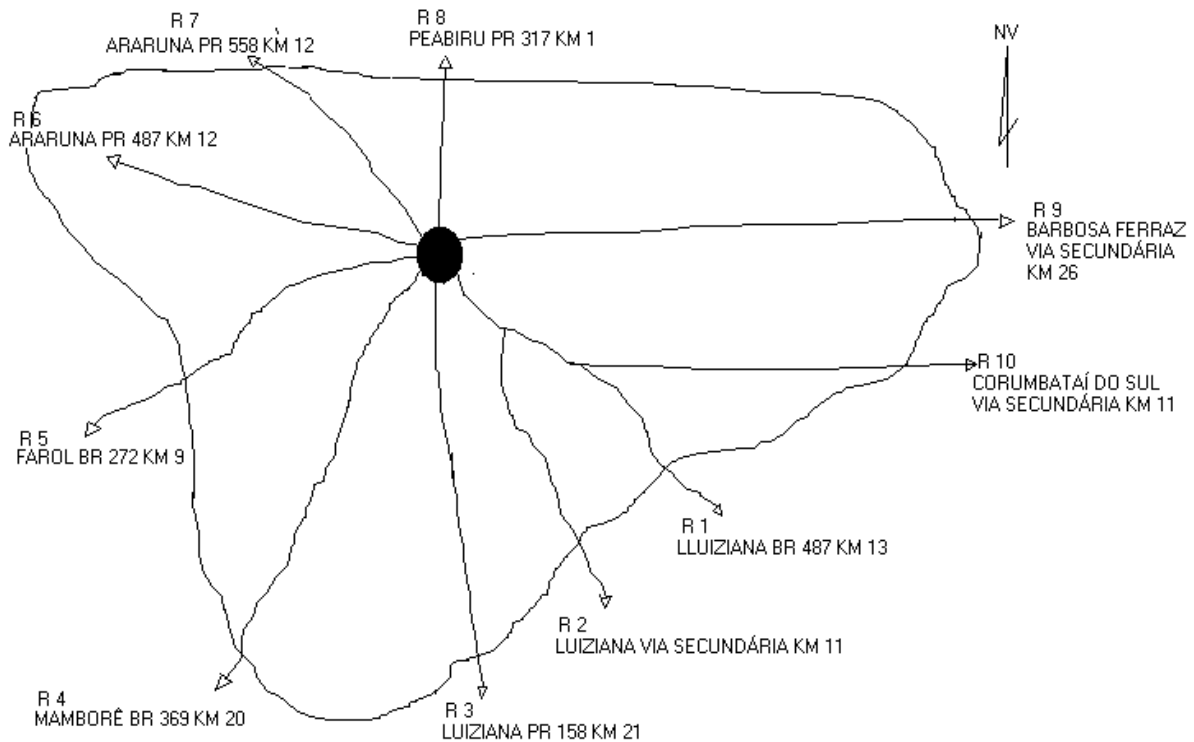 R 7
ARARUNA PR 558 KM 12
R 8
PEABIRU PR 317 KM 1
NV
R 6
ARARUNA PR 487 KM 12
R 9
BARBOSA FERRAZ
VIA SECUNDÁRIA
KM 26
R 10
CORUMBATAÍ DO SUL
VIA SECUNDÁRIA KM 11
R 5
FAROL BR 272 KM 9
R 1
LLUIZIANA BR 487 KM 13
R 2
LUIZIANA VIA SECUNDÁRIA KM 11
R 4
MAMBORÊ BR 369 KM 20
R 3
LUIZIANA PR 158 KM 21